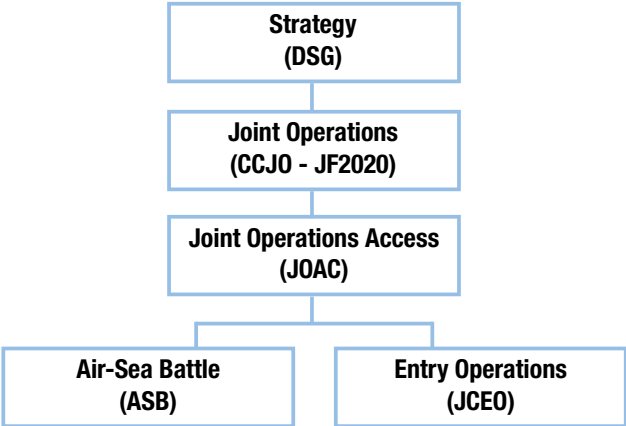 Strategy
(DSG)
Joint Operations
(CCJO - JF2020)
Joint Operations Access
(JOAC)
Air-Sea Battle
(ASB)
Entry Operations
(JCEO)